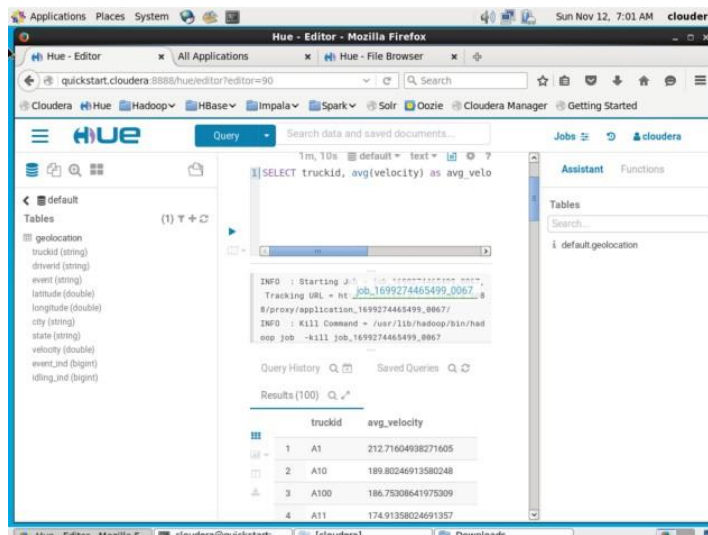 Applications Places System Sun Nov 12, 7:01 AM clouder
Hue - Editor - Mozilla Firefox
Hue - Editor All Applications Hue - File Browser
quickstart.cloudera:8888/hue/editor?editor=90 Search
Cloudera Hue Hadoop HBase Impala Spark Solr Oozie Cloudera Manager Getting Started
HUE Query Search data and saved documents... Jobs cloudera
1m, 10s default text ?
default
Tables (1)
geolocation
truckid (string)
driverid (string)
event (string)
latitude (double)
longitude (double)
city (string)
state (string)
velocity (double)
event_ind (bigint)
idling_ind (bigint)
1 SELECT truckid, avg(velocity) as avg_velo
INFO : Starting
Tracking URL =
job_1699274465499_0067
8/proxy/application_1699274465499_0067/
INFO : Kill Command = /usr/lib/hadoop/bin/had
oop job -kill job_1699274465499_0067
Query History Saved Queries
Results (100)
truckid avg_velocity
1 A1 212.71604938271605
2 A10 189.80246913580248
3 A100 186.75308641975309
4 A11 174.91358024691357
Assistant Functions
Tables
Search...
default.geolocation